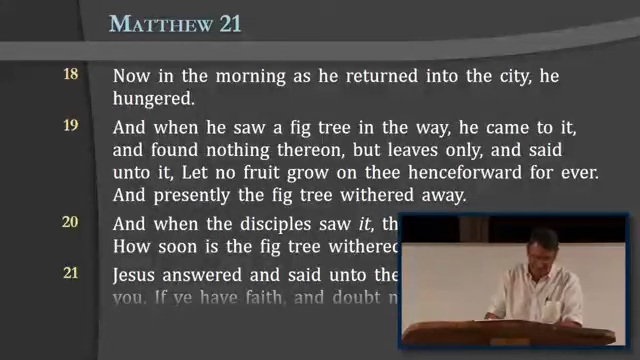 MATTHEW 21
18 Now in the morning as he returned into the city, he
hungered.
19 And when he saw a fig tree in the way, he came to it,
and found nothing thereon, but leaves only, and said
unto it, Let no fruit grow on thee henceforward for ever.
And presently the fig tree withered away.
20 And when the disciples saw it, th
How soon is the fig tree withered
21 Jesus answered and said unto the
you, If ye have faith, and doubt n